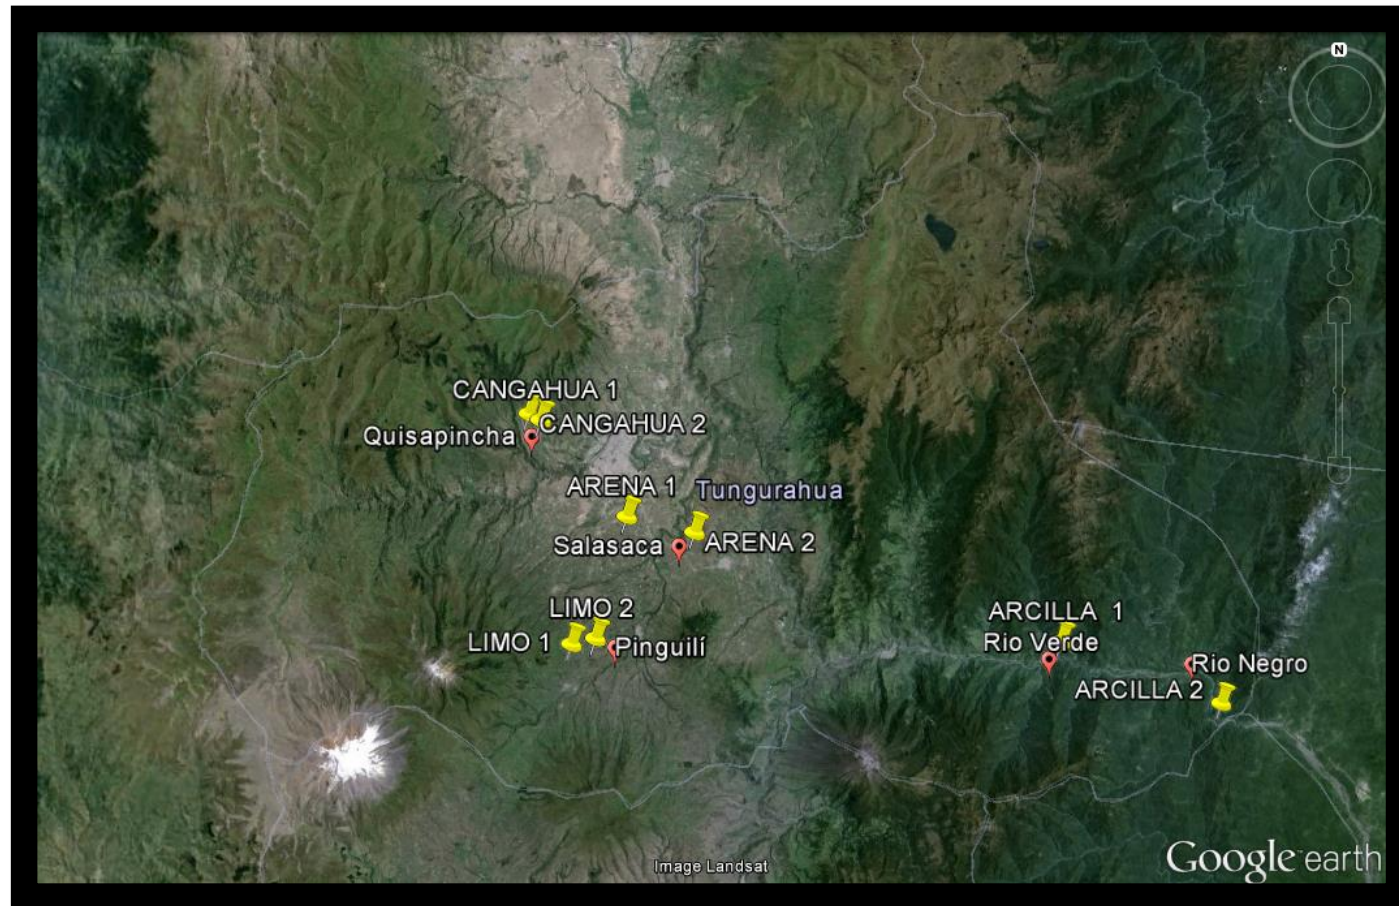 N
CANGAHUA 1
CANGAHUA 2
Quisapincha
ARENA 1
Tungurahua
Salasaca
ARENA 2
LIMO 2
LIMO 1
Pinguilí
ARCILLA 1
Rio Verde
Rio Negro
ARCILLA 2
Image Landsat
Google earth